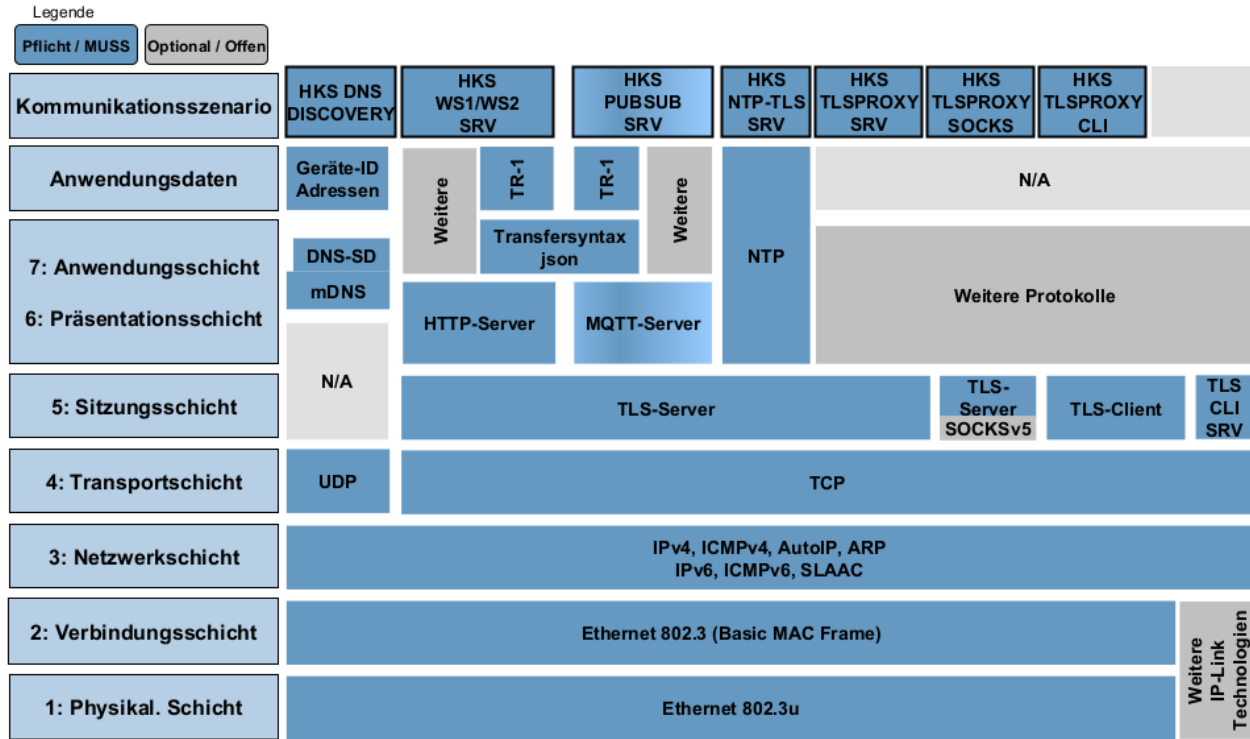 Legende
Pflicht / MUSS
Optional / Offen
Kommunikationsszenario
HKS DNS
DISCOVERY
HKS
WS1/WS2
SRV
HKS
PUBSUB
SRV
HKS
NTP-TLS
SRV
HKS
TLSPROXY
SRV
HKS
TLSPROXY
SOCKS
HKS
TLSPROXY
CLI
Anwendungsdaten
Geräte-ID
Adressen
Weitere
TR-1
TR-1
Weitere
NTP
N/A
7: Anwendungsschicht
6: Präsentationsschicht
DNS-SD
mDNS
Transfersyntax
json
HTTP-Server
MQTT-Server
Weitere Protokolle
5: Sitzungsschicht
N/A
TLS-Server
TLS-
Server
SOCKSv5
TLS-Client
TLS
CLI
SRV
4: Transportschicht
UDP
TCP
3: Netzwerkschicht
IPv4, ICMPv4, AutoIP, ARP
IPv6, ICMPv6, SLAAC
2: Verbindungsschicht
Ethernet 802.3 (Basic MAC Frame)
Weitere
IP-Link
Technologien
1: Physikal. Schicht
Ethernet 802.3u